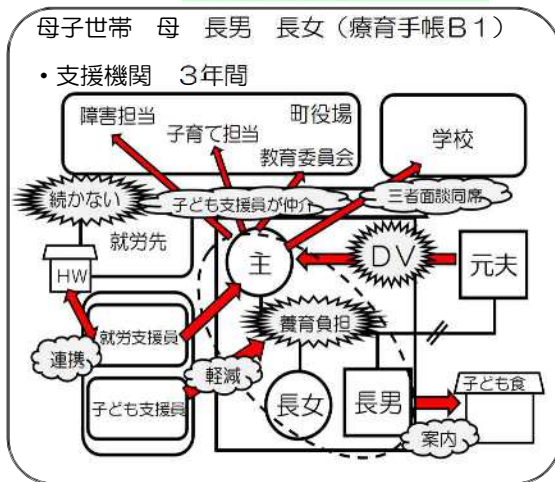 母子世帯 母 長男 長女（療育手帳Ｂ１）
・支援機関 ３年間
障害担当
子育て担当
町役場
教育委員会
学校
続かない
子ども支援員が仲介
三者面談同席
就労先
HW
主
ＤＶ
元夫
養育負担
就労支援員
連携
軽減
子ども支援員
長女
長男
子ども食
案内